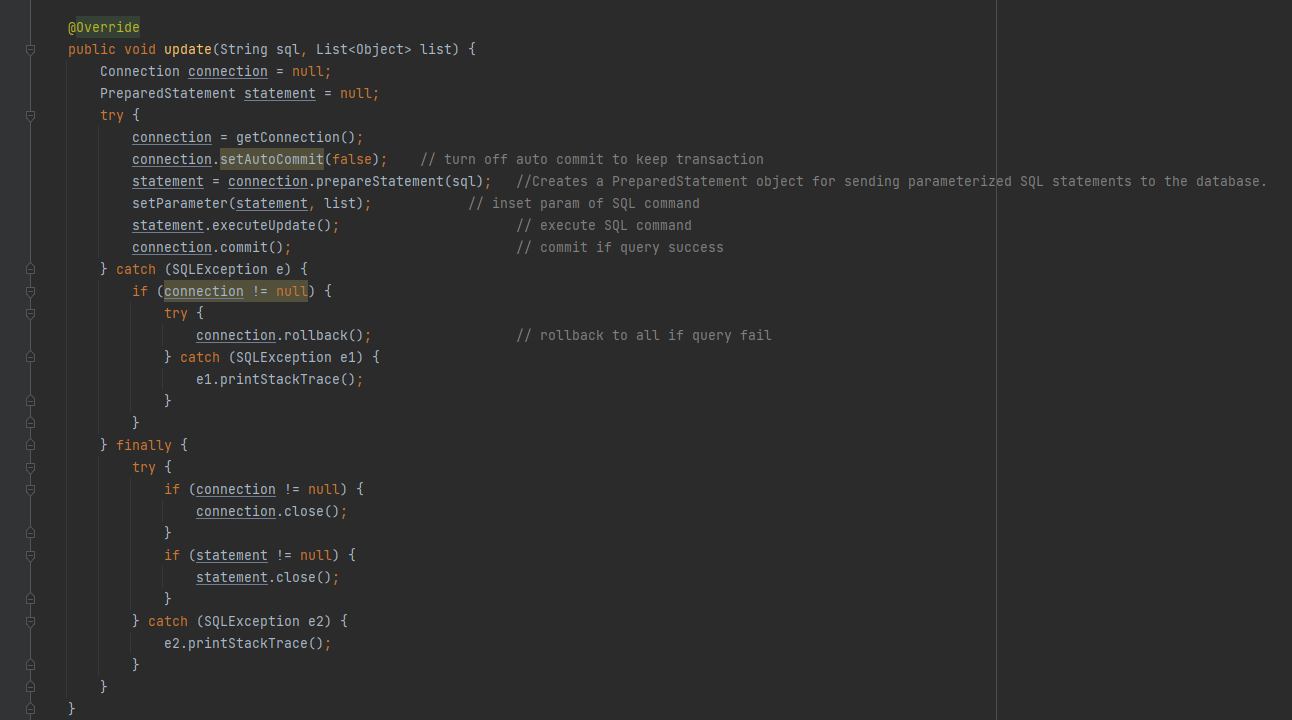 @Override
public void update(String sql, List<Object> list) {
Connection connection = null;
PreparedStatement statement = null;
try {
connection = getConnection();
connection.setAutoCommit(false);    // turn off auto commit to keep transaction
statement = connection.prepareStatement(sql);   //Creates a PreparedStatement object for sending parameterized SQL statements to the database.
setParameter(statement, list);            // inset param of SQL command
statement.executeUpdate();                      // execute SQL command
connection.commit();                            // commit if query success
} catch (SQLException e) {
if (connection != null) {
try {
connection.rollback();                  // rollback to all if query fail
} catch (SQLException e1) {
e1.printStackTrace();
}
}
} finally {
try {
if (connection != null) {
connection.close();
}
if (statement != null) {
statement.close();
}
} catch (SQLException e2) {
e2.printStackTrace();
}
}
}